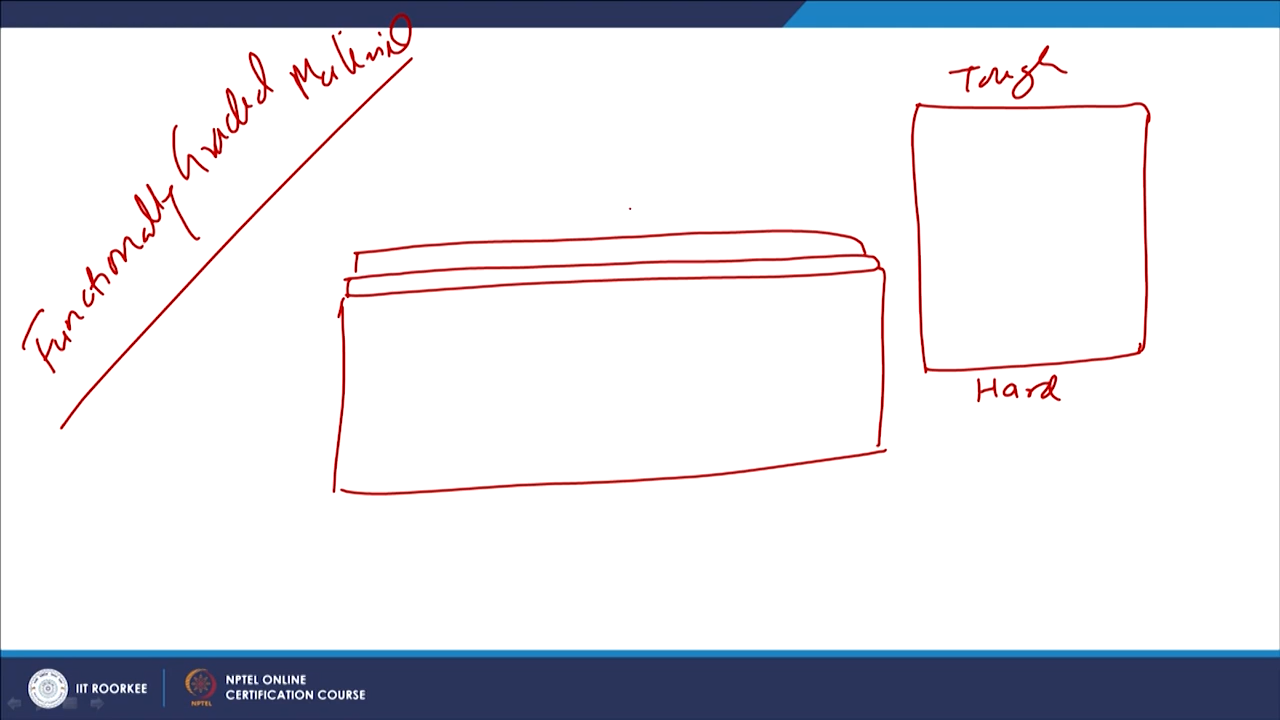 Functionally Graded Material
Tough
Hard
IIT ROORKEE
NPTEL ONLINE
CERTIFICATION COURSE